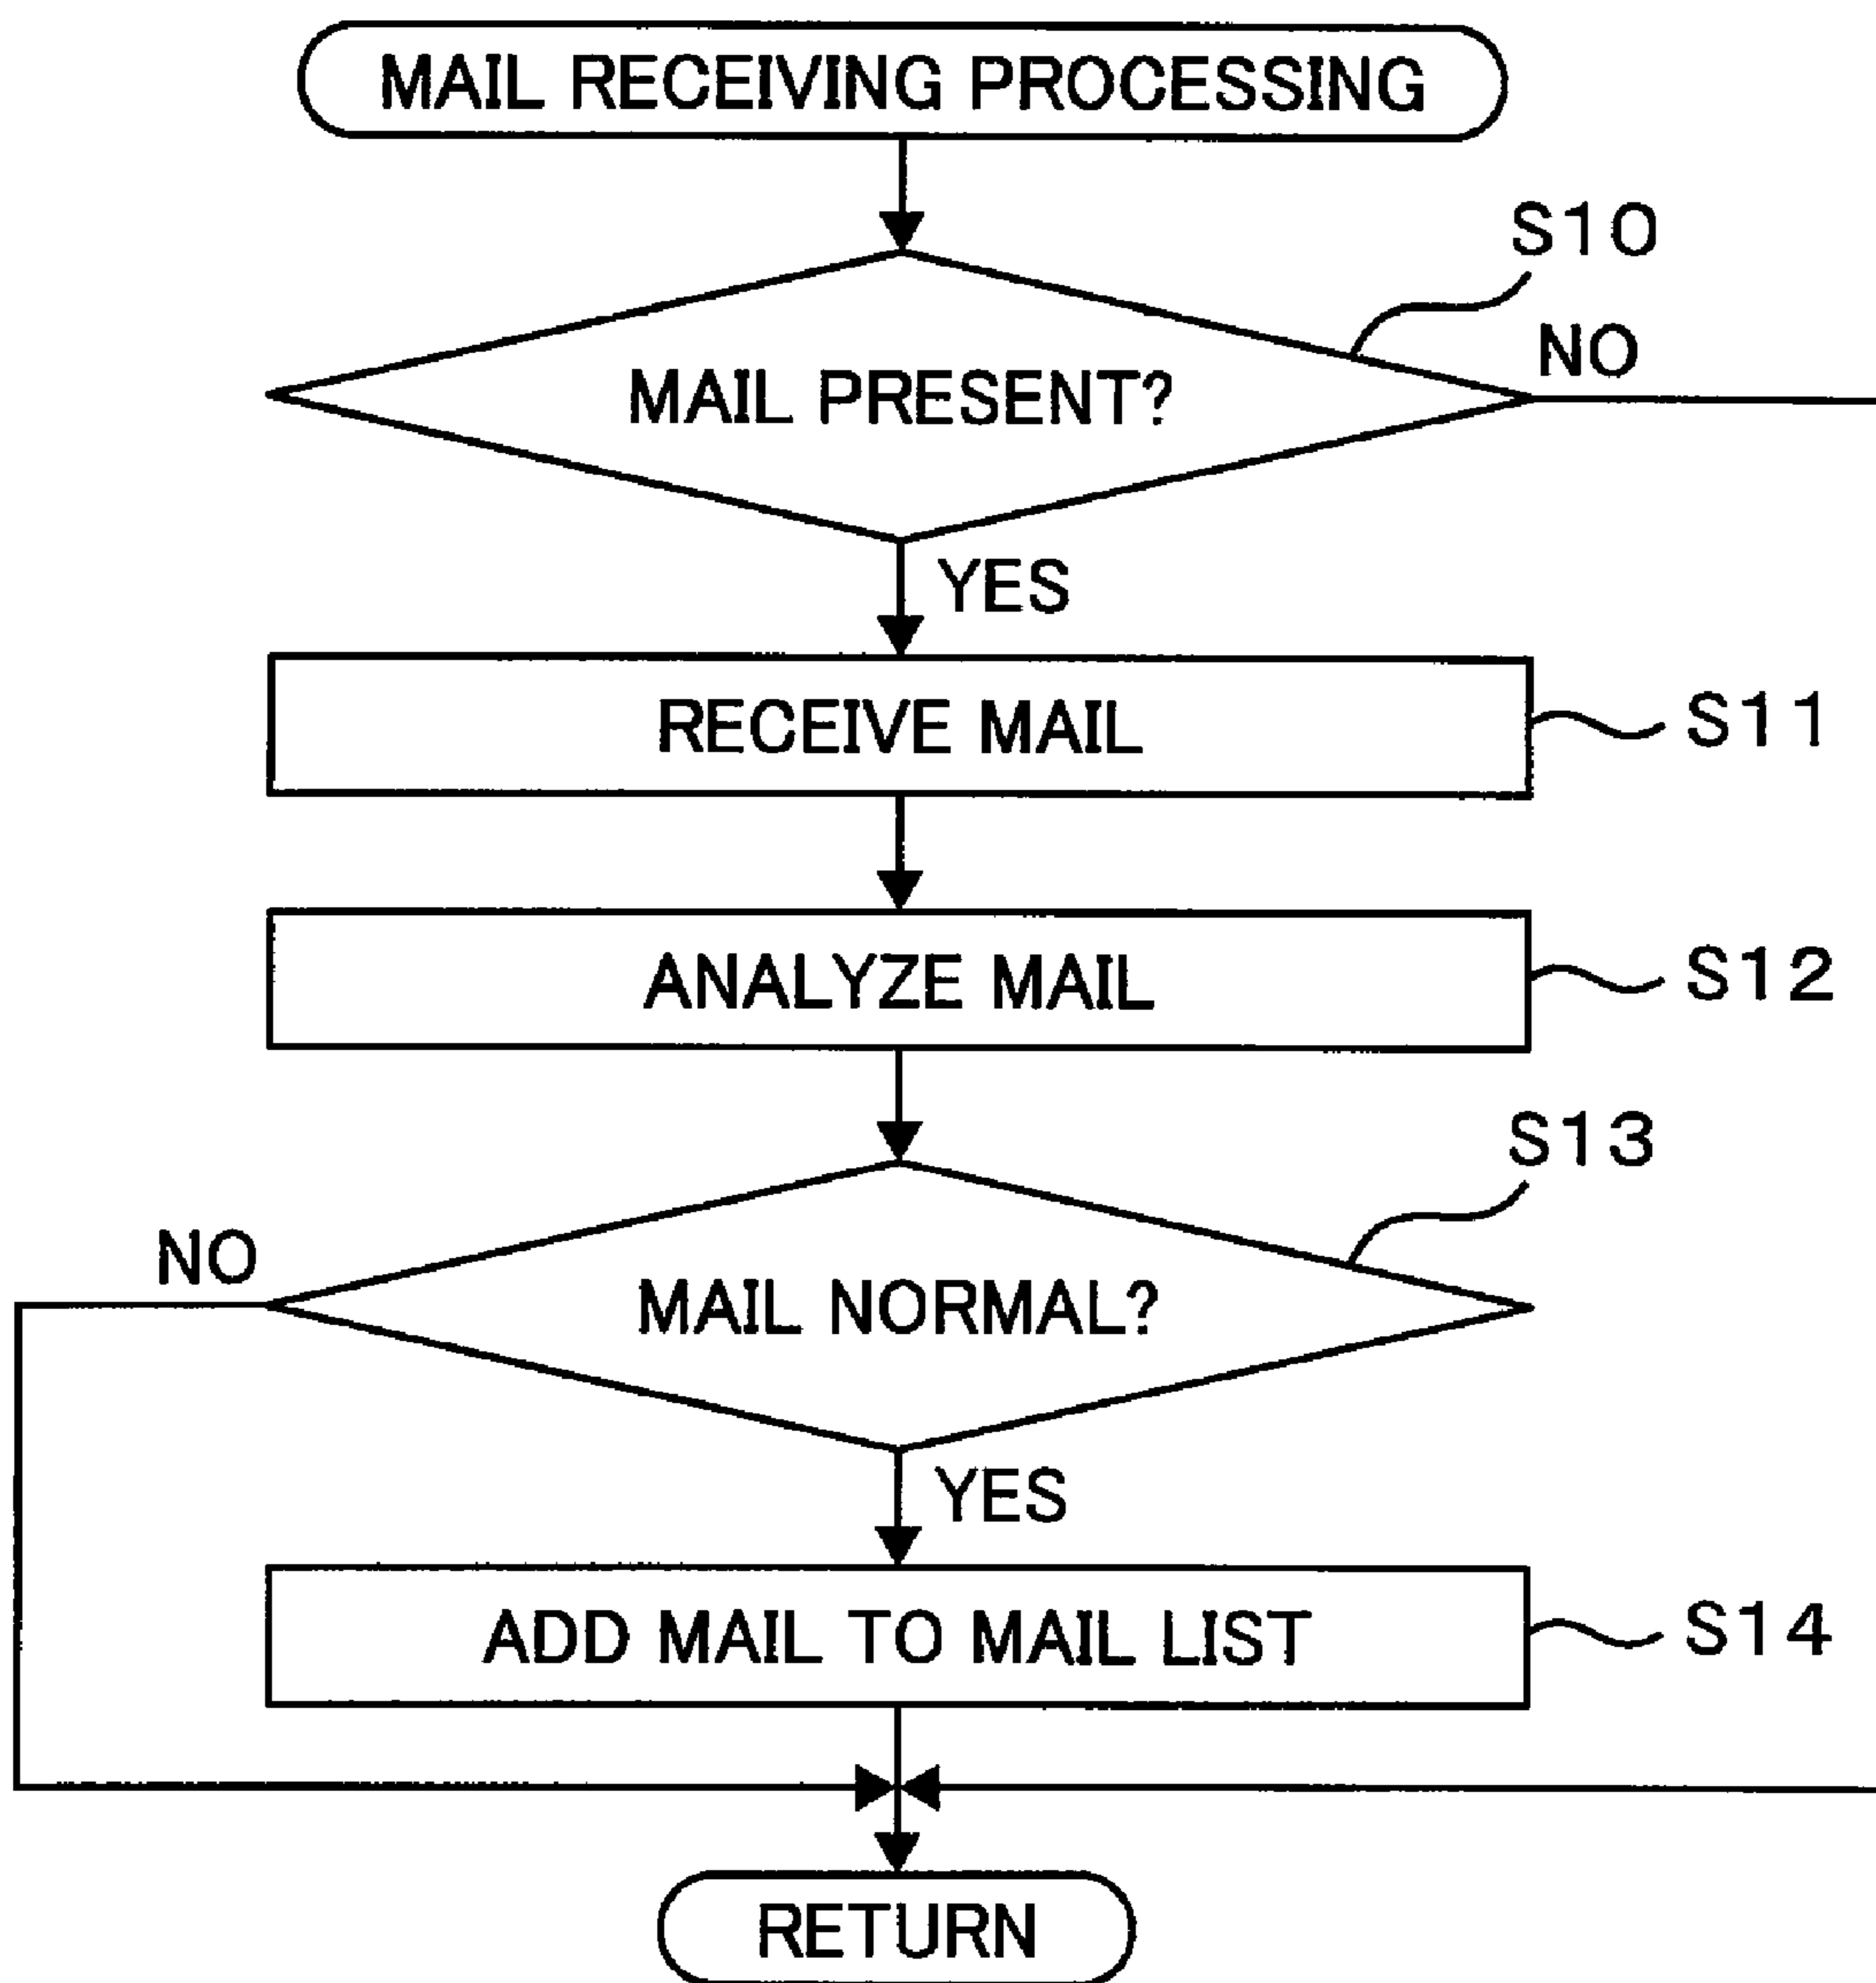 MAIL RECEIVING PROCESSING
S10
NO
MAIL PRESENT?
YES
RECEIVE MAIL
S11
ANALYZE MAIL
S12
S13
NO
MAIL NORMAL?
YES
ADD MAIL TO MAIL LIST
S14
RETURN